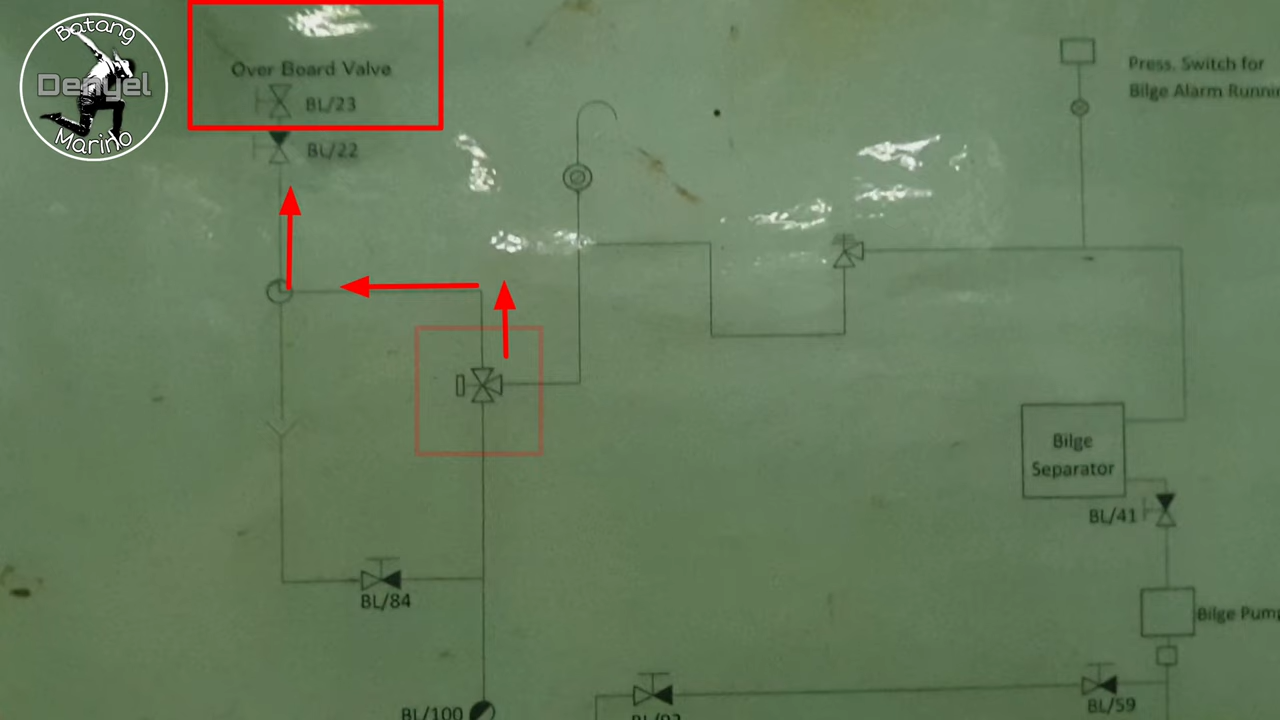 Batang
Denyel
Marino
Over Board Valve
BL/23
BL/22
Press. Switch for
Bilge Alarm Runnin
Bilge
Separator
BL/41
BL/84
Bilge Pump
BL/100
BL/59